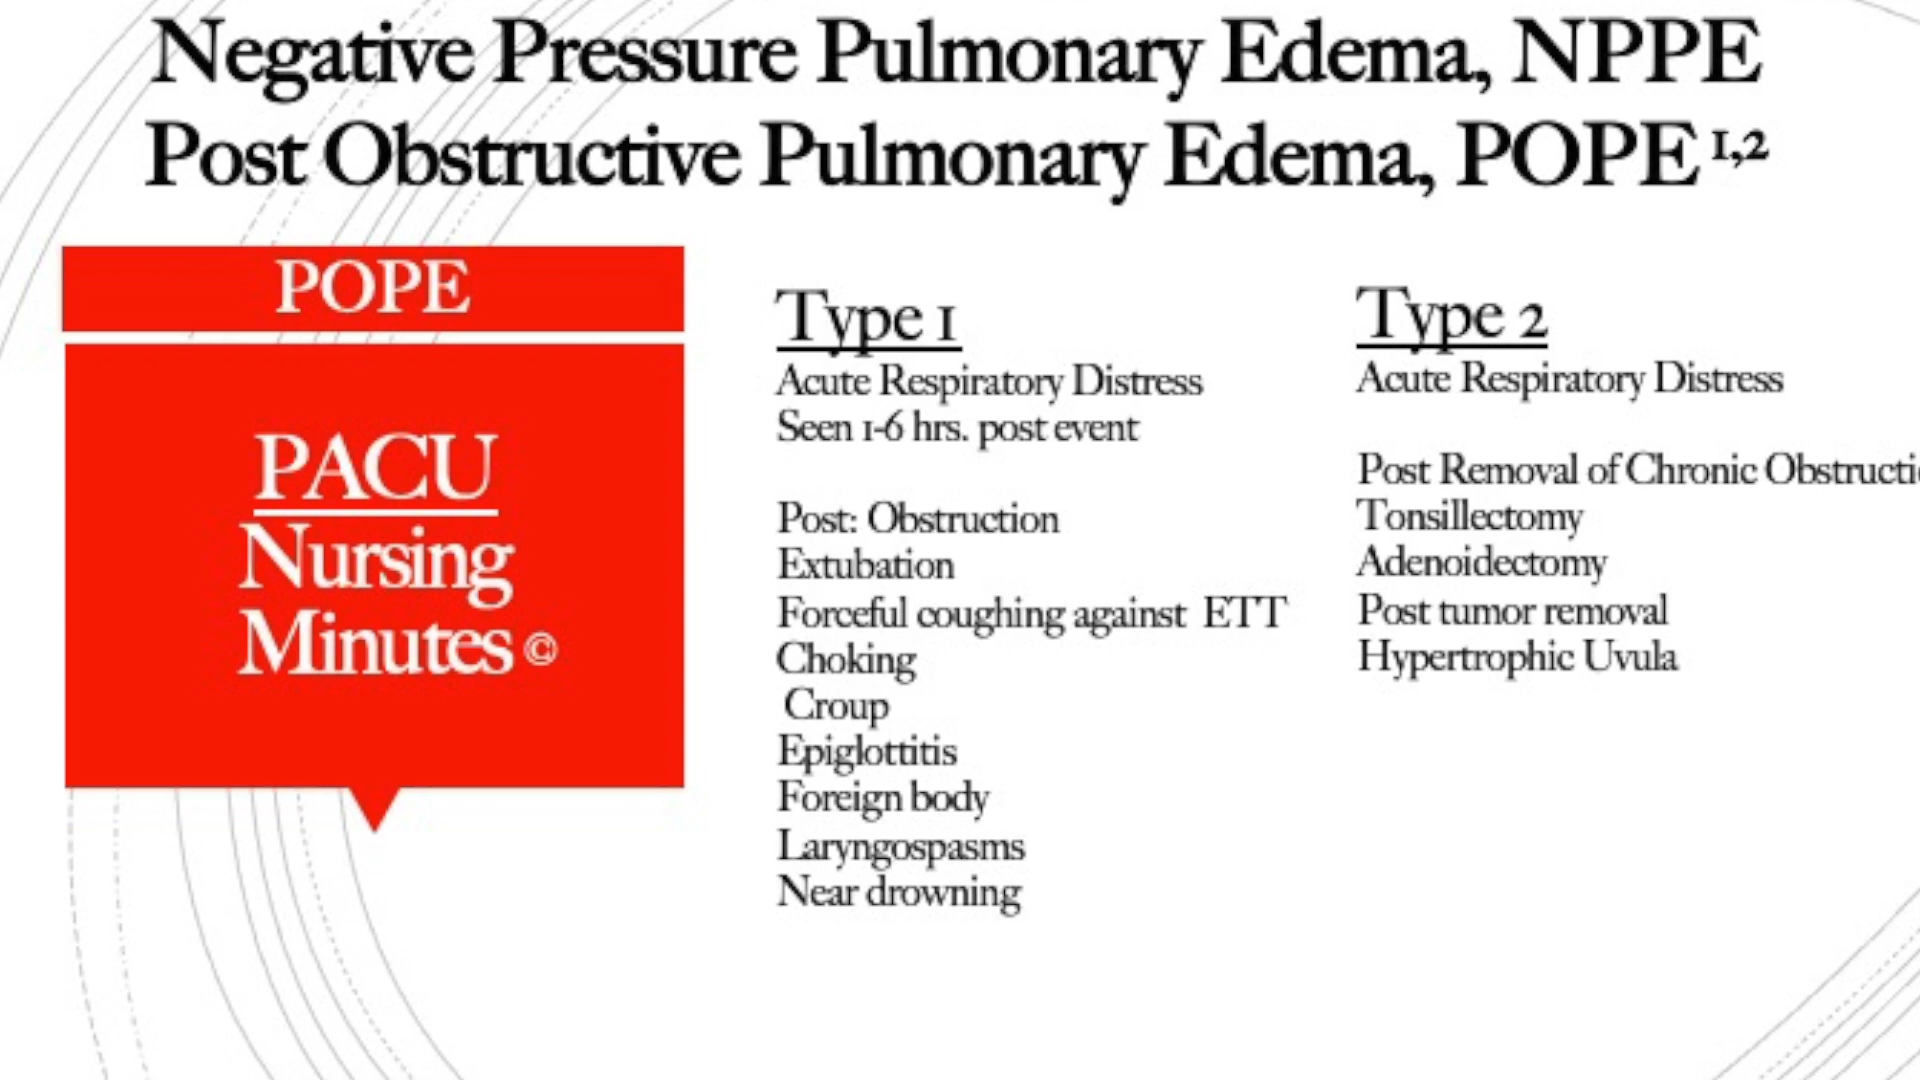 Negative Pressure Pulmonary Edema, NPPE
Post Obstructive Pulmonary Edema, POPE 1,2
POPE
PACU
Nursing
Minutes ©
Type 1
Acute Respiratory Distress
Seen 1-6 hrs. post event
Post: Obstruction
Extubation
Forceful coughing against ETT
Choking
Croup
Epiglottitis
Foreign body
Laryngospasms
Near drowning
Type 2
Acute Respiratory Distress
Post Removal of Chronic Obstructi
Tonsillectomy
Adenoidectomy
Post tumor removal
Hypertrophic Uvula